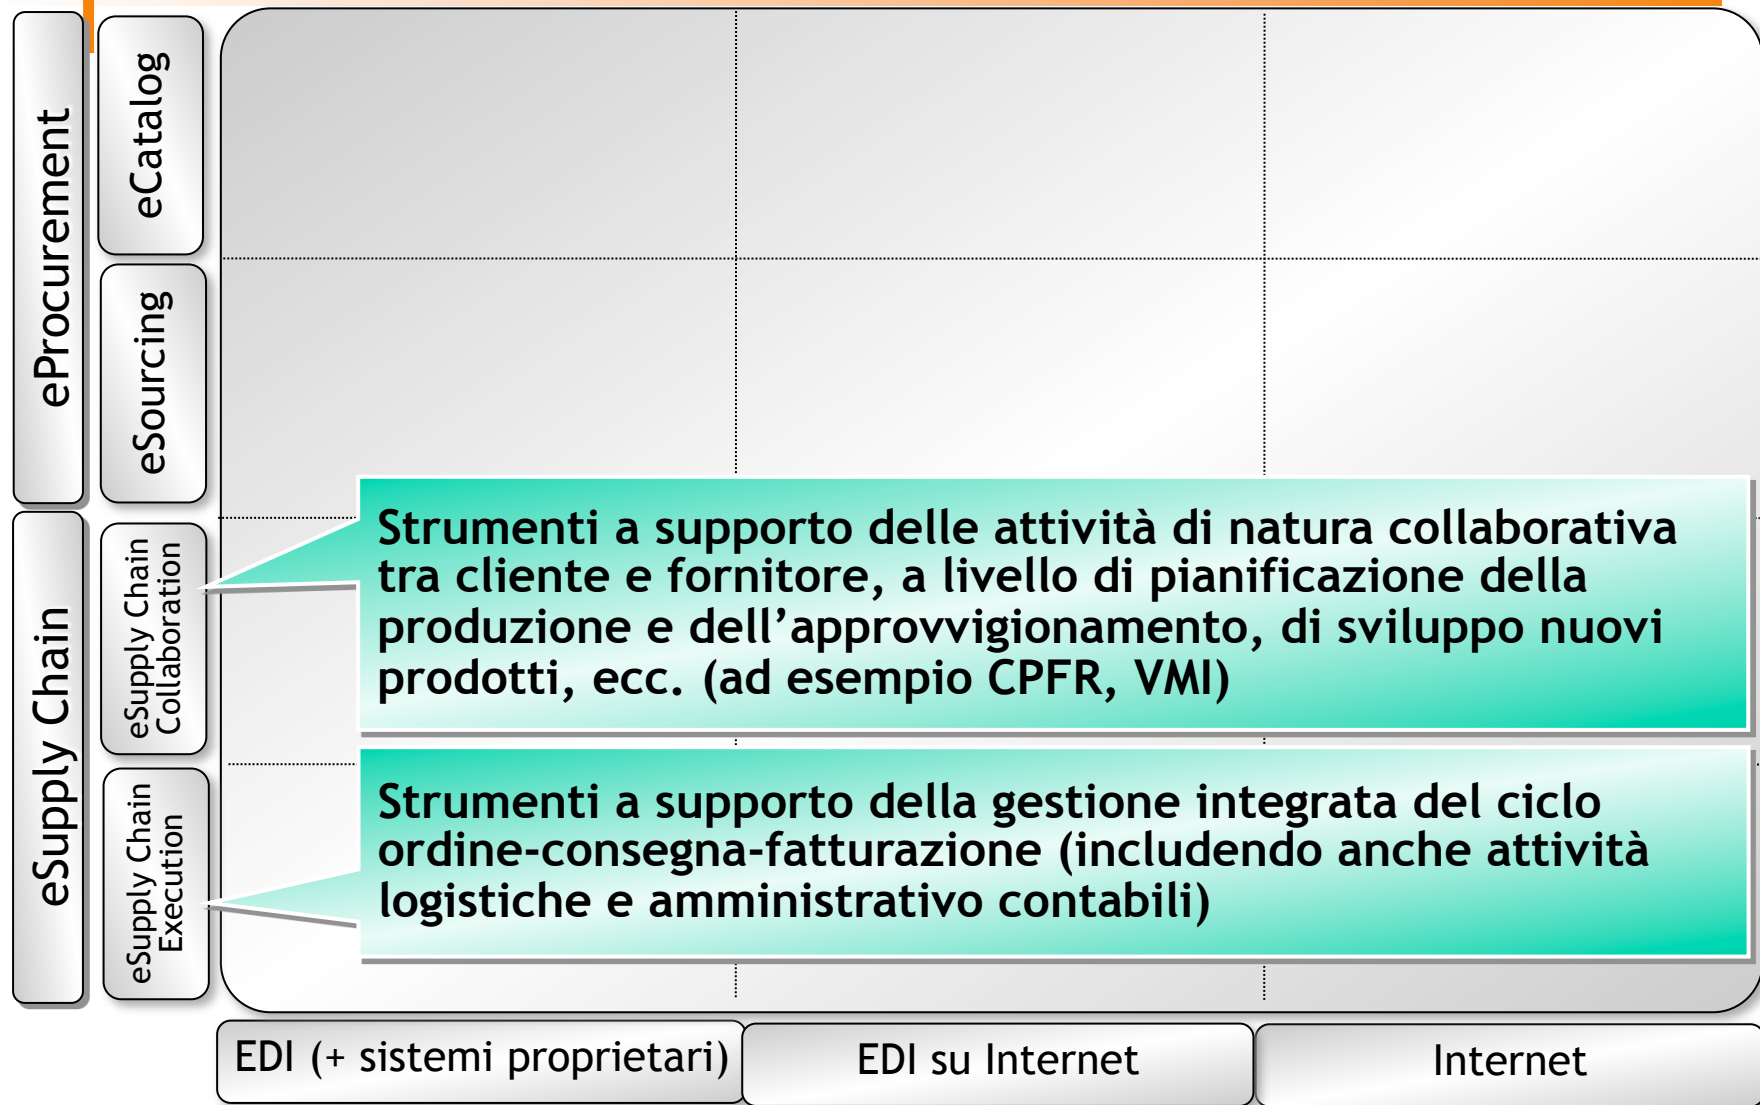 eProcurement
eCatalog
eSourcing
eSupply Chain
eSupply Chain
Collaboration
eSupply Chain
Execution
Strumenti a supporto delle attività di natura collaborativa
tra cliente e fornitore, a livello di pianificazione della
produzione e dell’approvvigionamento, di sviluppo nuovi
prodotti, ecc. (ad esempio CPFR, VMI)
Strumenti a supporto della gestione integrata del ciclo
ordine-consegna-fatturazione (includendo anche attività
logistiche e amministrativo contabili)
EDI (+ sistemi proprietari)
EDI su Internet
Internet